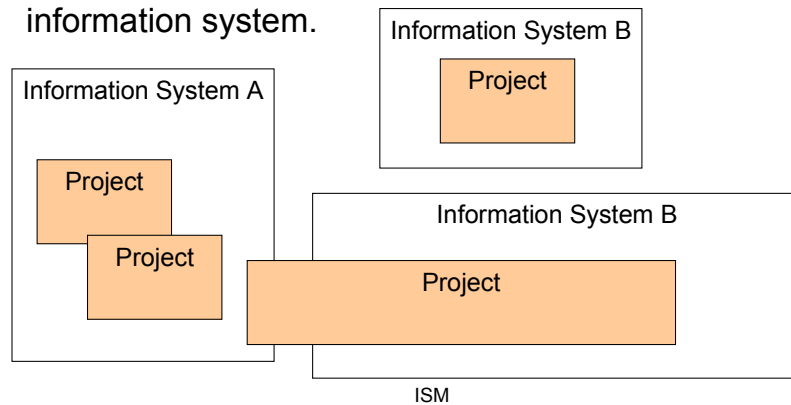 information system.
Information System B
Project
Information System A
Project
Project
Information System B
Project
ISM